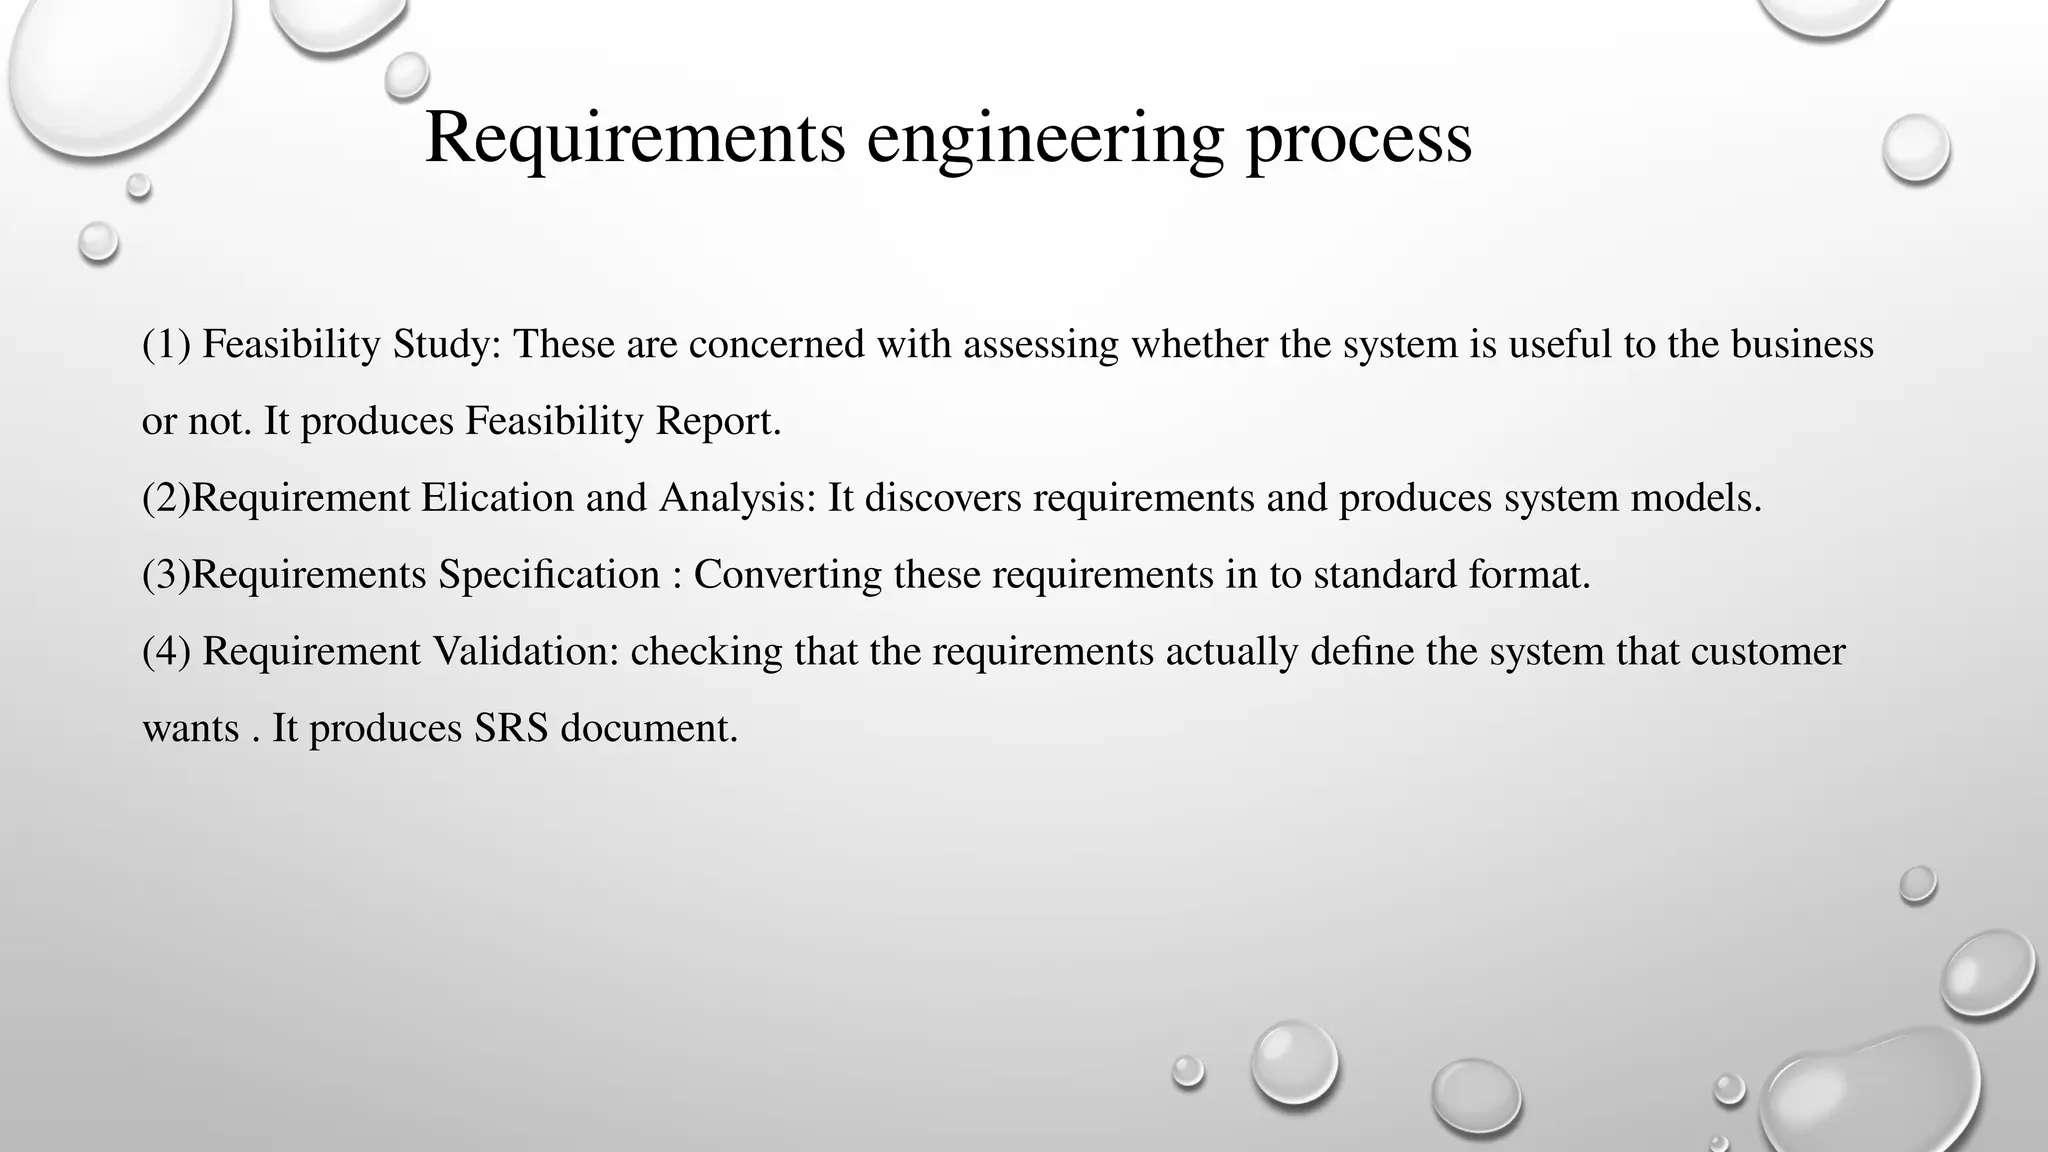 Requirements engineering process
(1) Feasibility Study: These are concerned with assessing whether the system is useful to the business
or not. It produces Feasibility Report.
(2)Requirement Elication and Analysis: It discovers requirements and produces system models.
(3)Requirements Specification : Converting these requirements in to standard format.
(4) Requirement Validation: checking that the requirements actually define the system that customer
wants . It produces SRS document.